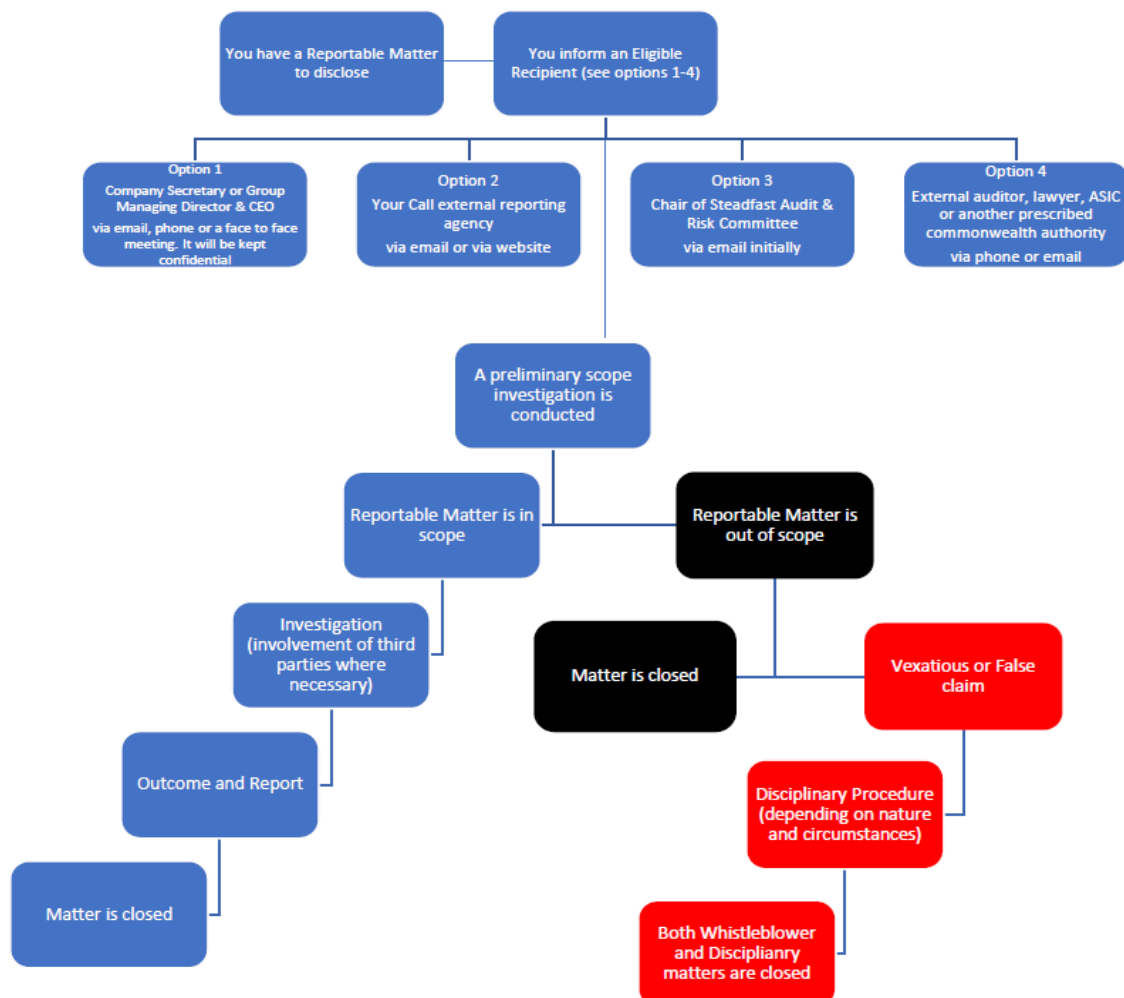 You have a Reportable Matter
to disclose
You inform an Eligible
Recipient (see options 1-4)
Option 1
Company Secretary or Group
Managing Director & CEO
via email, phone or a face to face
meeting. It will be kept
confidential
Option 2
Your Call external reporting
agency
via email or via website
Option 3
Chair of Steadfast Audit &
Risk Committee
via email initially
Option 4
External auditor, lawyer, ASIC
or another prescribed
commonwealth authority
via phone or email
A preliminary scope
investigation is
conducted
Reportable Matter is in
scope
Reportable Matter is
out of scope
Investigation
(involvement of third
parties where
necessary)
Matter is closed
Vexatious or False
claim
Outcome and Report
Disciplinary Procedure
(depending on nature
and circumstances)
Matter is closed
Both Whistleblower
and Displianry
matters are closed